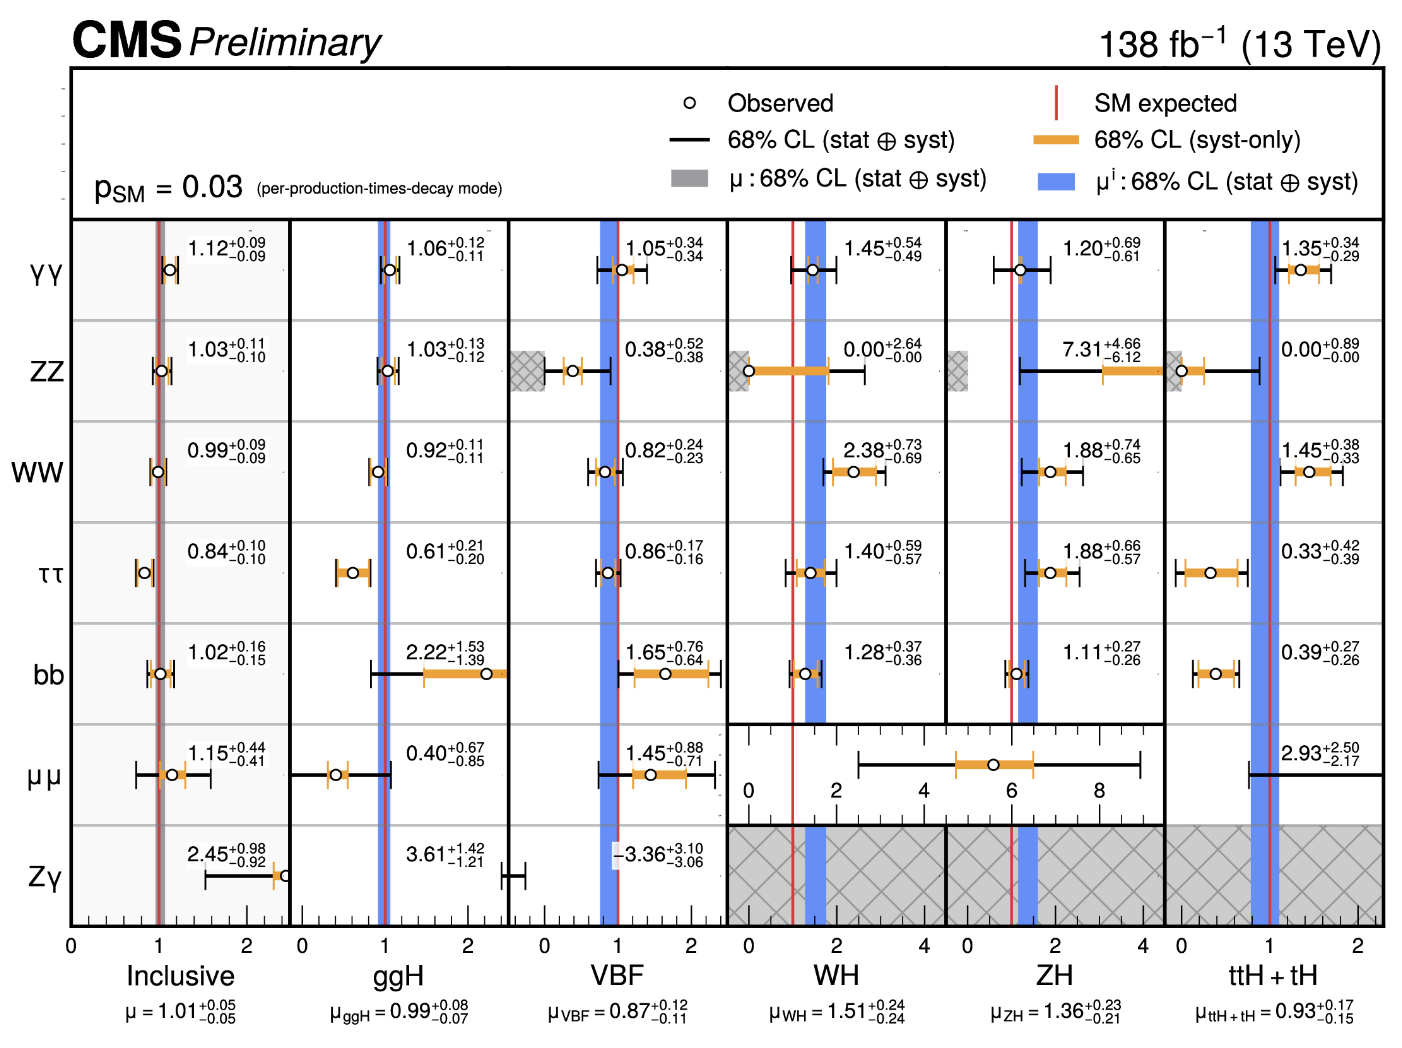 CMS Preliminary 138 fb⁻¹ (13 TeV)
Observed SM expected
68% CL (stat ⊕ syst) 68% CL (syst-only)
p_SM = 0.03 (per-production-times-decay mode) μ : 68% CL (stat ⊕ syst) μ^i : 68% CL (stat ⊕ syst)
γγ 1.12 +0.09 −0.09 1.06 +0.12 −0.11 1.05 +0.34 −0.34 1.45 +0.54 −0.49 1.20 +0.69 −0.61 1.35 +0.34 −0.29
ZZ 1.03 +0.11 −0.10 1.03 +0.13 −0.12 0.38 +0.52 −0.38 0.00 +2.64 −0.00 7.31 +4.66 −6.12 0.00 +0.89 −0.00
WW 0.99 +0.09 −0.09 0.92 +0.11 −0.11 0.82 +0.24 −0.23 2.38 +0.73 −0.69 1.88 +0.74 −0.65 1.45 +0.38 −0.33
ττ 0.84 +0.10 −0.10 0.61 +0.21 −0.20 0.86 +0.17 −0.16 1.40 +0.59 −0.57 1.88 +0.66 −0.57 0.33 +0.42 −0.39
bb 1.02 +0.16 −0.15 2.22 +1.53 −1.39 1.65 +0.76 −0.64 1.28 +0.37 −0.36 1.11 +0.27 −0.26 0.39 +0.27 −0.26
μμ 1.15 +0.44 −0.41 0.40 +0.67 −0.85 1.45 +0.88 −0.71 2.93 +2.50 −2.17
0 2 4 6 8
Zγ 2.45 +0.98 −0.92 3.61 +1.42 −1.21 −3.36 +3.10 −3.06
0 1 2 0 1 2 0 1 2 0 2 4 0 2 4 0 1 2
Inclusive ggH VBF WH ZH ttH + tH
μ = 1.01 +0.05 −0.05 μ_ggH = 0.99 +0.08 −0.07 μ_VBF = 0.87 +0.12 −0.11 μ_WH = 1.51 +0.24 −0.24 μ_ZH = 1.36 +0.23 −0.21 μ_ttH + tH = 0.93 +0.17 −0.15